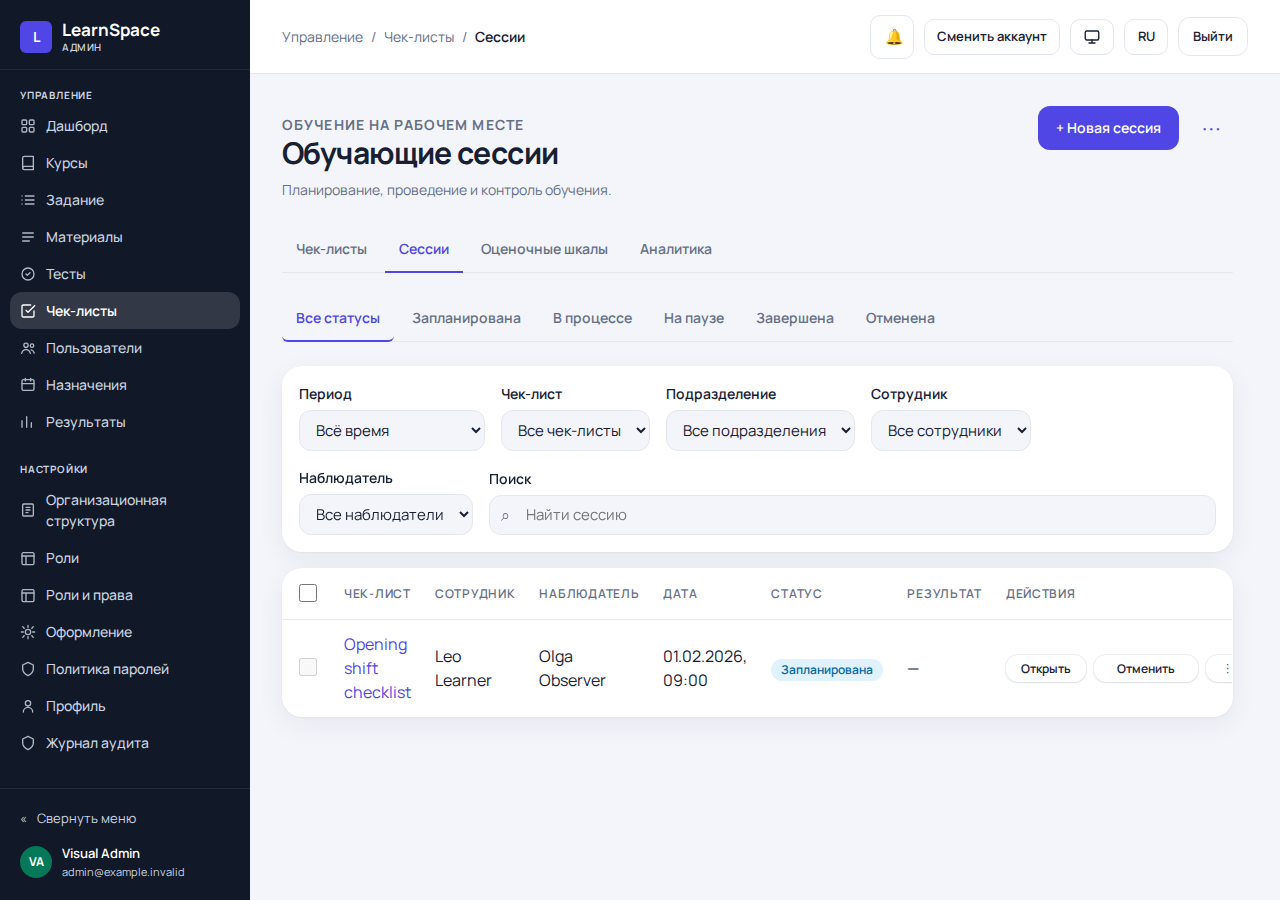 L
LearnSpace
АДМИН
УПРАВЛЕНИЕ
Дашборд
Курсы
Задание
Материалы
Тесты
Чек-листы
Пользователи
Назначения
Результаты
НАСТРОЙКИ
Организационная
структура
Роли
Роли и права
Оформление
Политика паролей
Профиль
Журнал аудита
« Свернуть меню
VA
Visual Admin
admin@example.invalid
Управление / Чек-листы / Сессии
Сменить аккаунт
RU
Выйти
ОБУЧЕНИЕ НА РАБОЧЕМ МЕСТЕ
Обучающие сессии
Планирование, проведение и контроль обучения.
+ Новая сессия
...
Чек-листы Сессии Оценочные шкалы Аналитика
Все статусы Запланирована В процессе На паузе Завершена Отменена
Период Чек-лист Подразделение Сотрудник
Всё время Все чек-листы Все подразделения Все сотрудники
Наблюдатель Поиск
Все наблюдатели Найти сессию
ЧЕК-ЛИСТ СОТРУДНИК НАБЛЮДАТЕЛЬ ДАТА СТАТУС РЕЗУЛЬТАТ ДЕЙСТВИЯ
Opening
shift
checklist
Leo
Learner
Olga
Observer
01.02.2026,
09:00
Запланирована
—
Открыть
Отменить
⋮